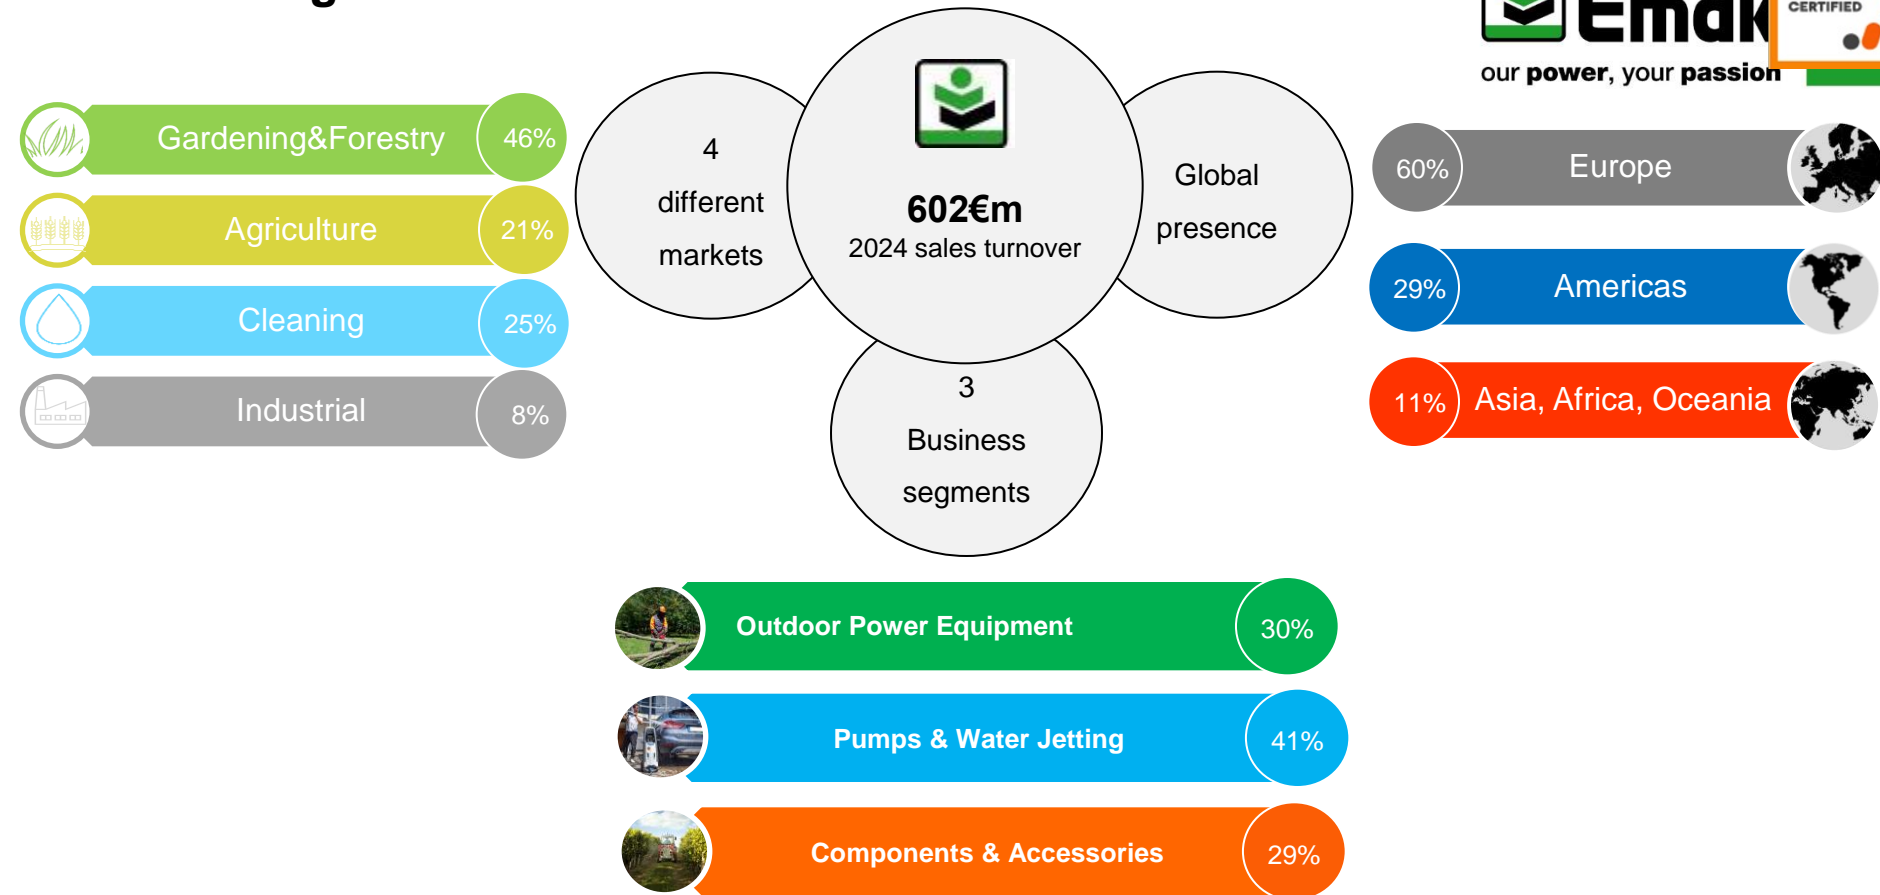 CERTIFIED
our power, your passion
Gardening&Forestry 46%
Agriculture 21%
Cleaning 25%
Industrial 8%
4
different
markets
602€m
2024 sales turnover
Global
presence
3
Business
segments
60% Europe
29% Americas
11% Asia, Africa, Oceania
Outdoor Power Equipment 30%
Pumps & Water Jetting 41%
Components & Accessories 29%